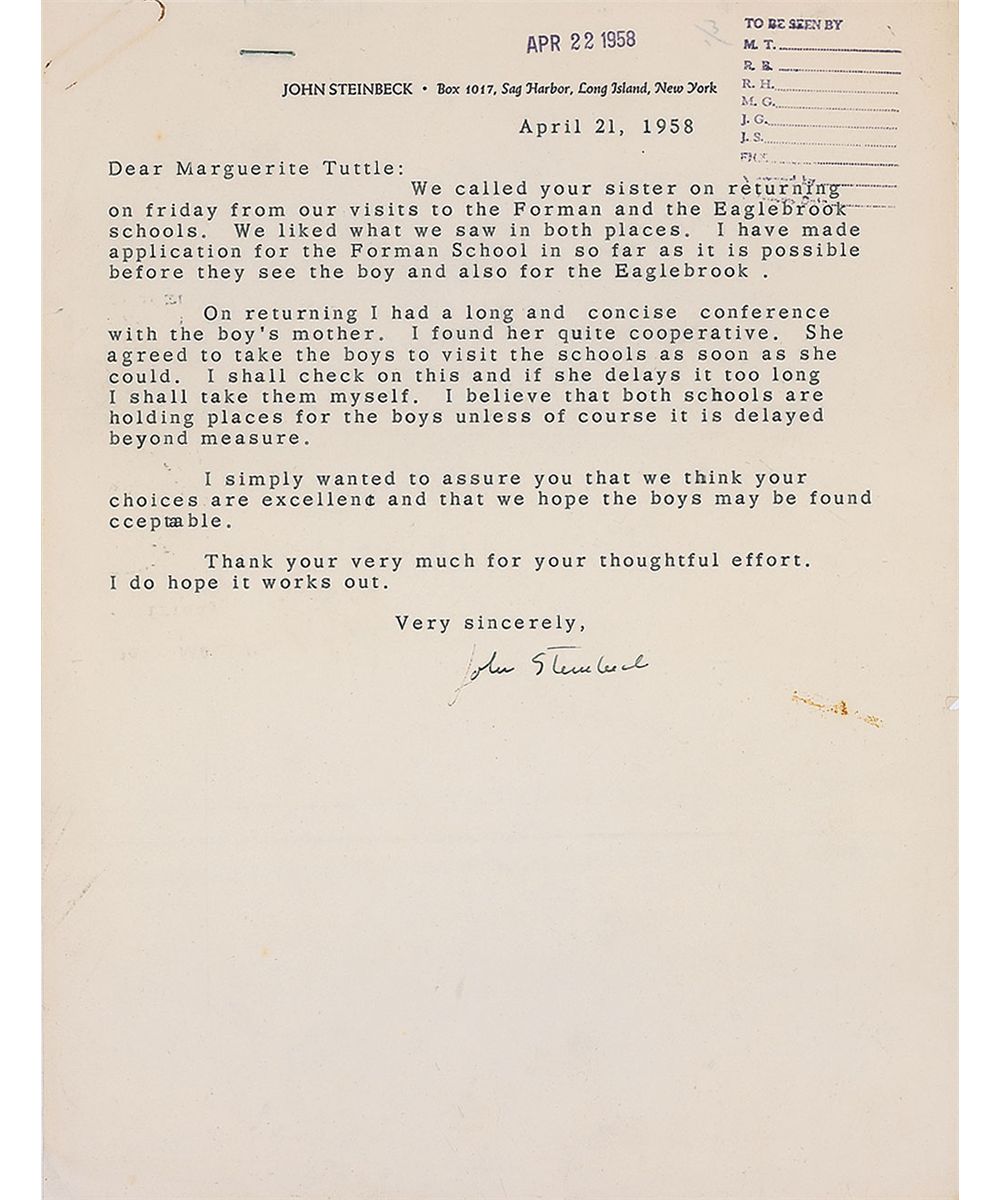 APR 22 1958
TO BE SEEN BY
M. T.
R. B.
R. H.
M. G.
J. G.
J. S.
JOHN STEINBECK • Box 1017, Sag Harbor, Long Island, New York
April 21, 1958
Dear Marguerite Tuttle:
We called your sister on returning
on friday from our visits to the Forman and the Eaglebrook
schools. We liked what we saw in both places. I have made
application for the Forman School in so far as it is possible
before they see the boy and also for the Eaglebrook .
On returning I had a long and concise conference
with the boy's mother. I found her quite cooperative. She
agreed to take the boys to visit the schools as soon as she
could. I shall check on this and if she delays it too long
I shall take them myself. I believe that both schools are
holding places for the boys unless of course it is delayed
beyond measure.
I simply wanted to assure you that we think your
choices are excellent and that we hope the boys may be found
cceptaable.
Thank your very much for your thoughtful effort.
I do hope it works out.
Very sincerely,
John Steinbeck